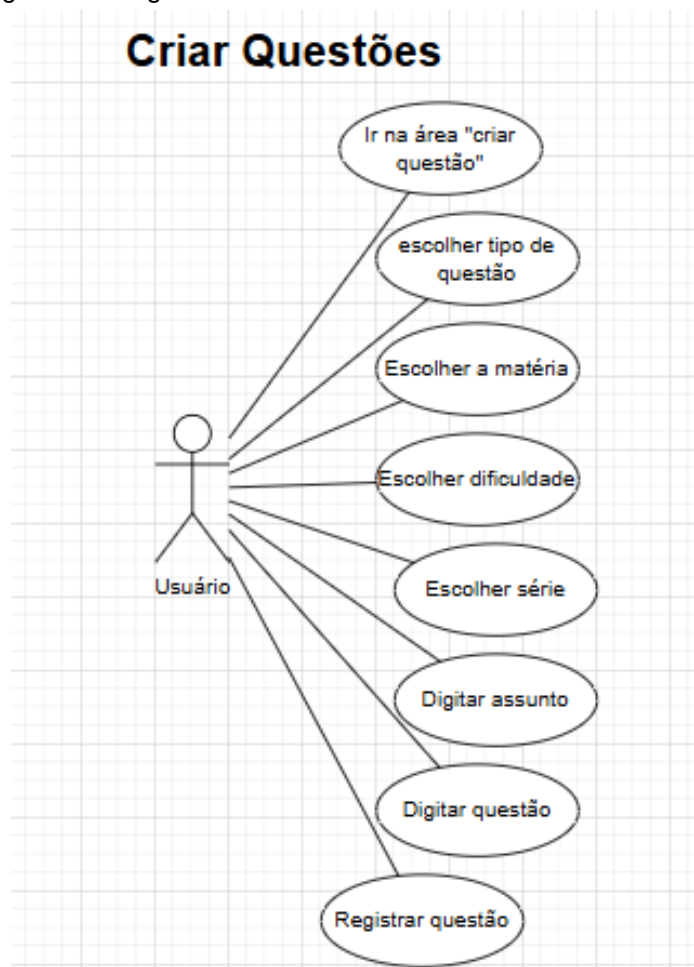 Criar Questões
Ir na área "criar
questão"
escolher tipo de
questão
Escolher a matéria
Escolher dificuldade
Escolher série
Usuário
Digitar assunto
Digitar questão
Registrar questão